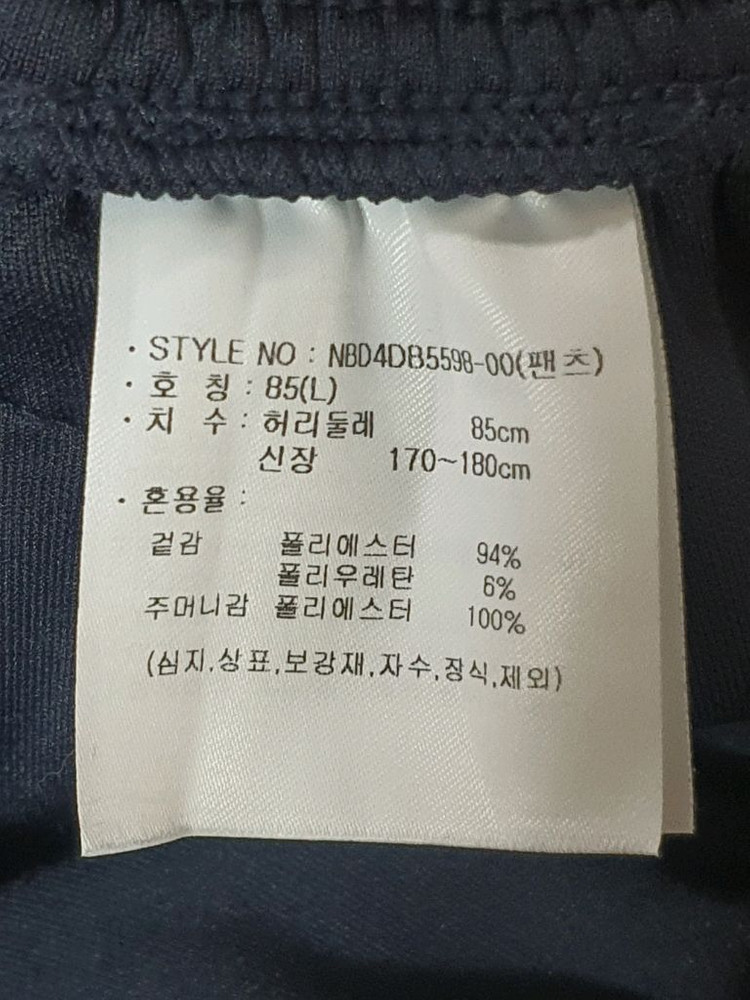 · STYLE NO : NBD4DB5598-00(팬츠)
· 호 칭 : 85(L)
· 치 수 : 허리둘레 85cm
신장 170~180cm
· 혼용율 :
겉감 폴리에스터 94%
폴리우레탄 6%
주머니감 폴리에스터 100%
(심지,상표,보강재,자수,장식,제외)